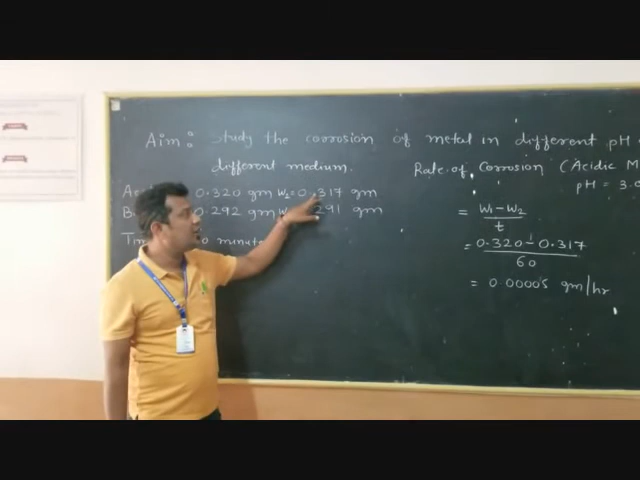 Aim: Study the corrosion of metal in different pH
different medium.
0.320 gm W₂=0.317 gm
0.292 gm W 291 gm
0 minute
Rate of Corrosion (Acidic M
pH = 3.0
= W₁-W₂/t
= 0.320-0.317/60
= 0.00005 gm/hr